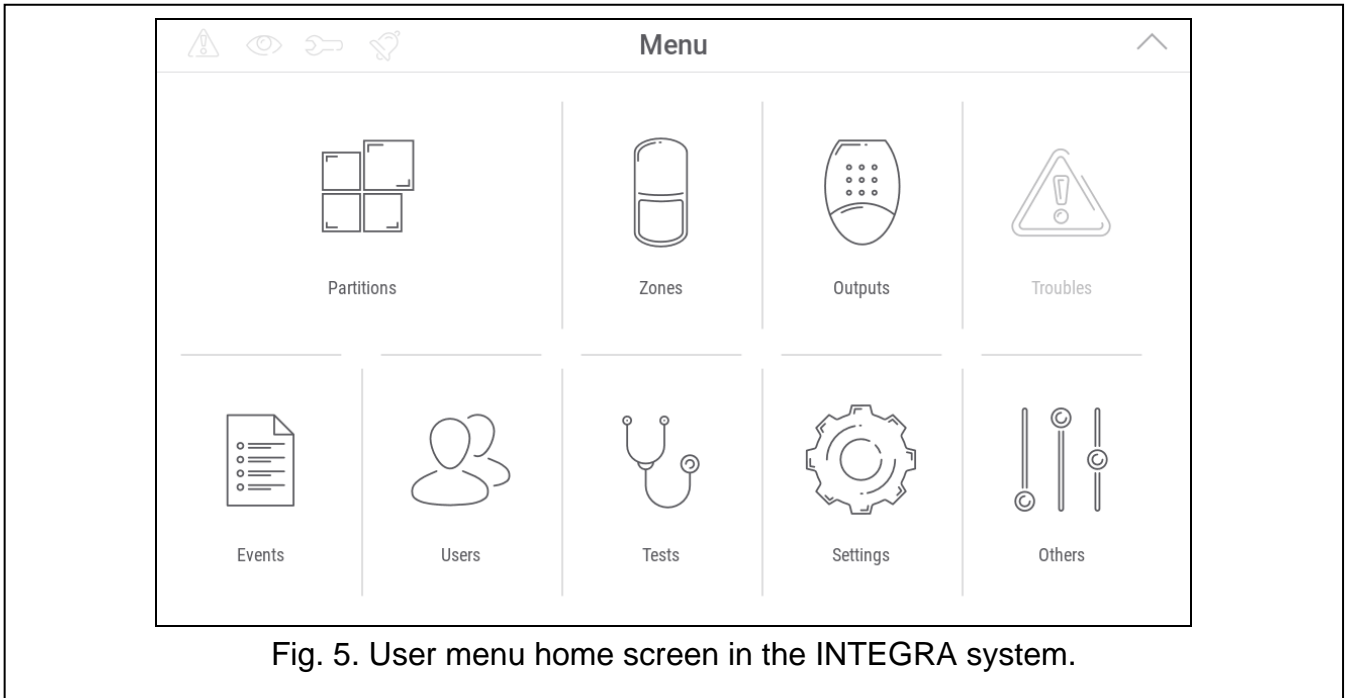 Menu
Partitions
Zones
Outputs
Troubles
Events
Users
Tests
Settings
Others
Fig. 5. User menu home screen in the INTEGRA system.